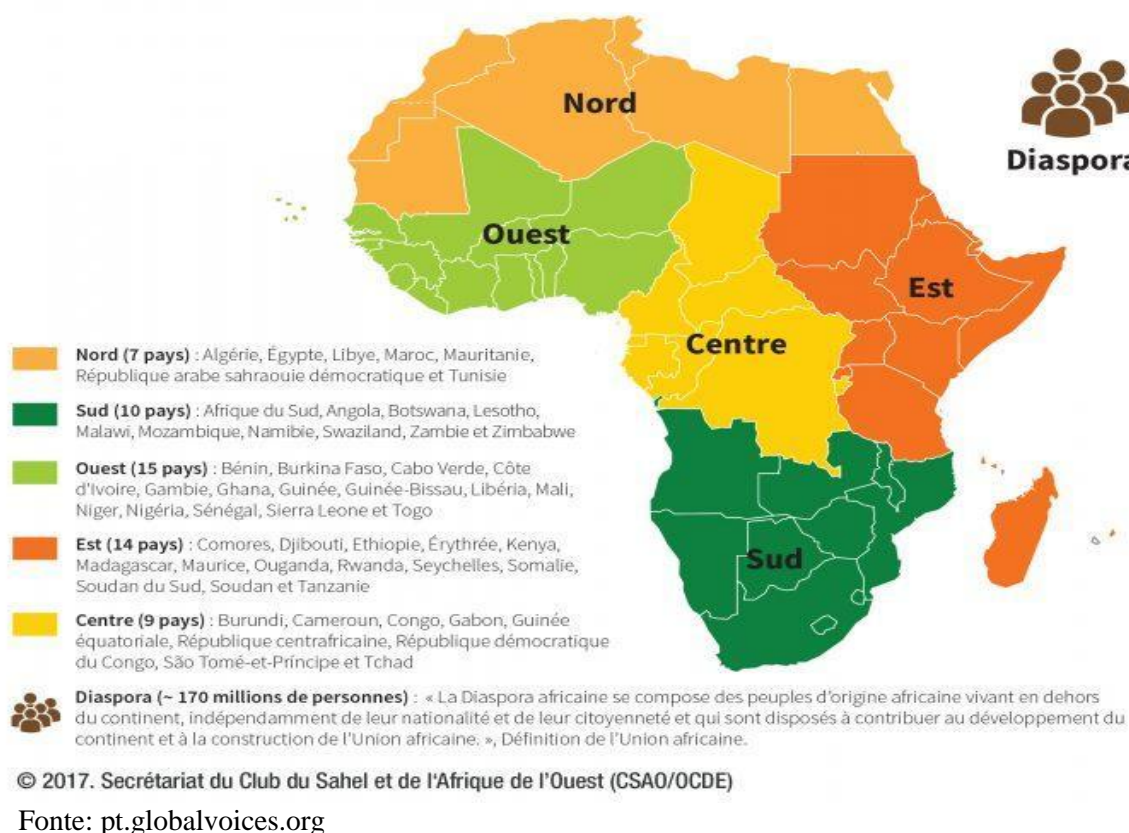 Nord
Diaspora
Ouest
Est
Centre
Sud
Nord (7 pays) : Algérie, Égypte, Libye, Maroc, Mauritanie,
République arabe sahraouie démocratique et Tunisie
Sud (10 pays) : Afrique du Sud, Angola, Botswana, Lesotho,
Malawi, Mozambique, Namibie, Swaziland, Zambie et Zimbabwe
Ouest (15 pays) : Bénin, Burkina Faso, Cabo Verde, Côte
d'Ivoire, Gambie, Ghana, Guinée, Guinée-Bissau, Libéria, Mali,
Niger, Nigéria, Sénégal, Sierra Leone et Togo
Est (14 pays) : Comores, Djibouti, Ethiopie, Érythrée, Kenya,
Madagascar, Maurice, Ouganda, Rwanda, Seychelles, Somalie,
Soudan du Sud, Soudan et Tanzanie
Centre (9 pays) : Burundi, Cameroun, Congo, Gabon, Guinée
équatoriale, République centrafricaine, République démocratique
du Congo, São Tomé-et-Príncipe et Tchad
Diaspora (~ 170 millions de personnes) : « La Diaspora africaine se compose des peuples d'origine africaine vivant en dehors
du continent, indépendamment de leur nationalité et de leur citoyenneté et qui sont disposés à contribuer au développement du
continent et à la construction de l'Union africaine. », Définition de l'Union africaine.
© 2017. Secrétariat du Club du Sahel et de l'Afrique de l'Ouest (CSAO/OCDE)
Fonte: pt.globalvoices.org